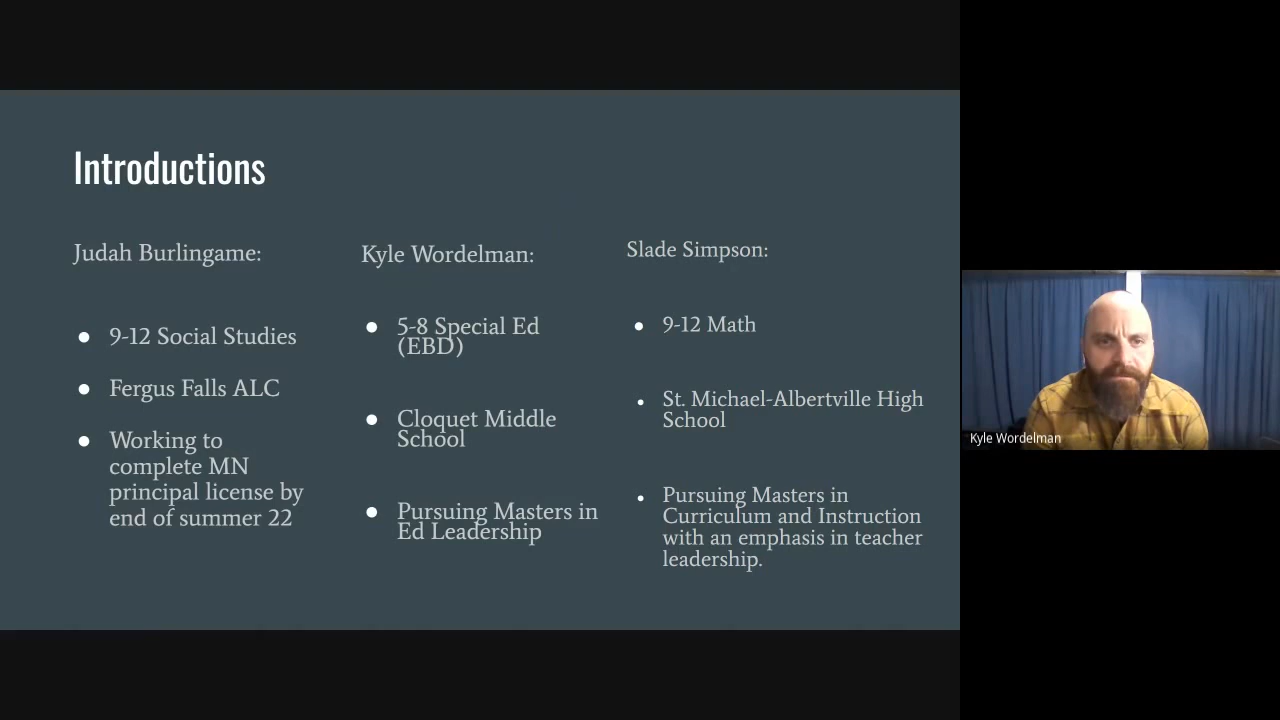 Introductions
Judah Burlingame:
● 9-12 Social Studies
● Fergus Falls ALC
● Working to
complete MN
principal license by
end of summer 22
Kyle Wordelman:
● 5-8 Special Ed
(EBD)
● Cloquet Middle
School
● Pursuing Masters in
Ed Leadership
Slade Simpson:
● 9-12 Math
● St. Michael-Albertville High
School
● Pursuing Masters in
Curriculum and Instruction
with an emphasis in teacher
leadership.
Kyle Wordelman